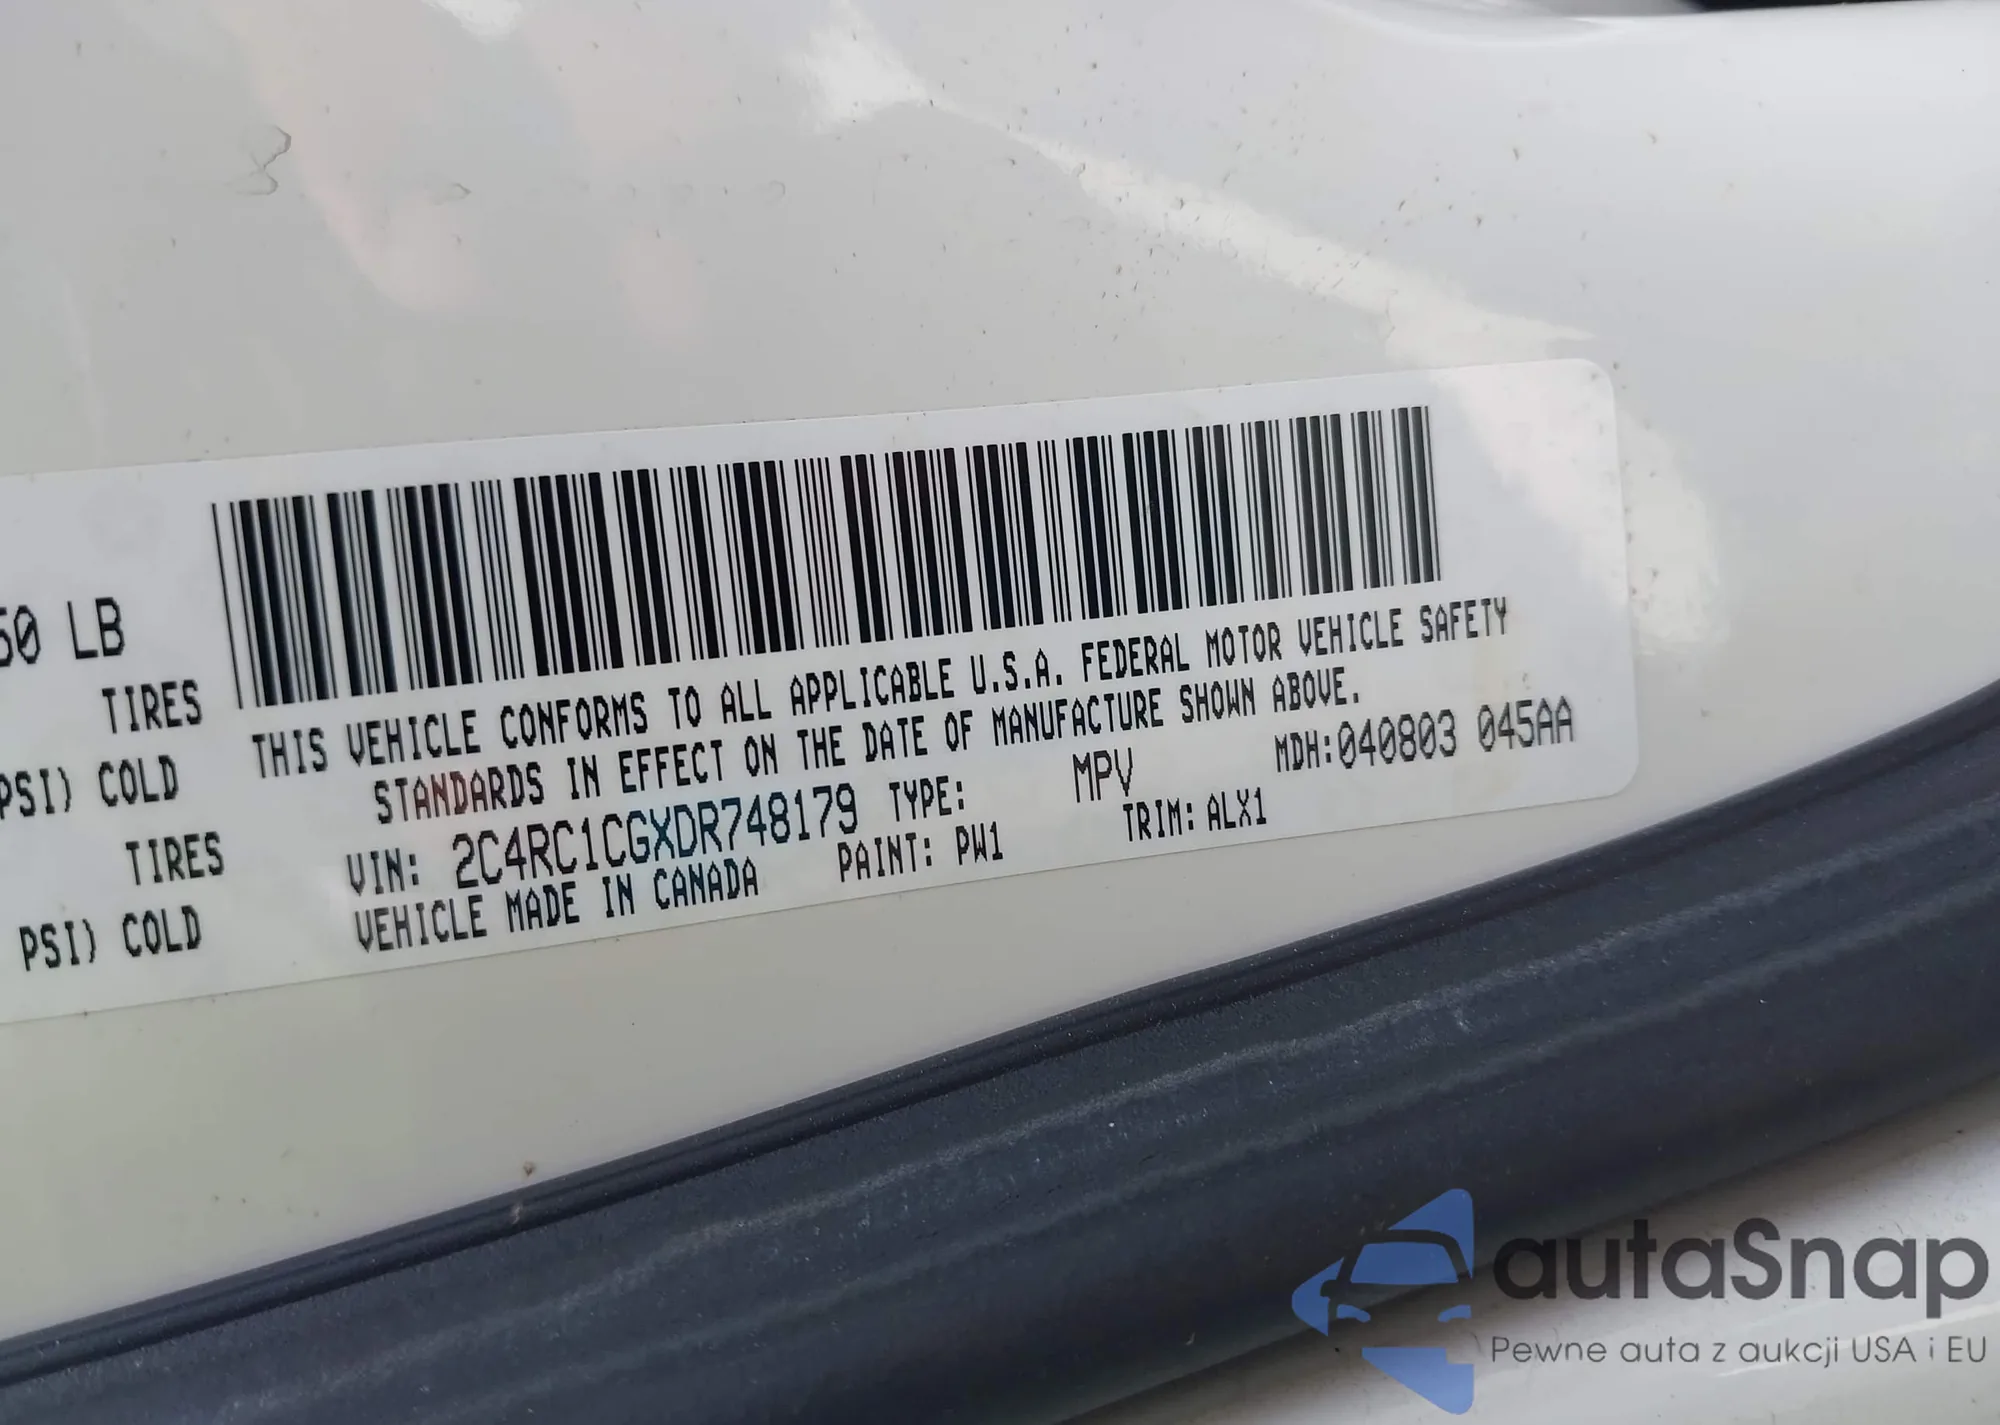 50 LB
TIRES
PSI) COLD
TIRES
PSI) COLD
THIS VEHICLE CONFORMS TO ALL APPLICABLE U.S.A. FEDERAL MOTOR VEHICLE SAFETY
STANDARDS IN EFFECT ON THE DATE OF MANUFACTURE SHOWN ABOVE.
MDH:040803 045AA
VIN: 2C4RC1CGXDR748179 TYPE: MPV
VEHICLE MADE IN CANADA PAINT: PW1 TRIM: ALX1
autaSnap
Pewne auta z aukcji USA i EU